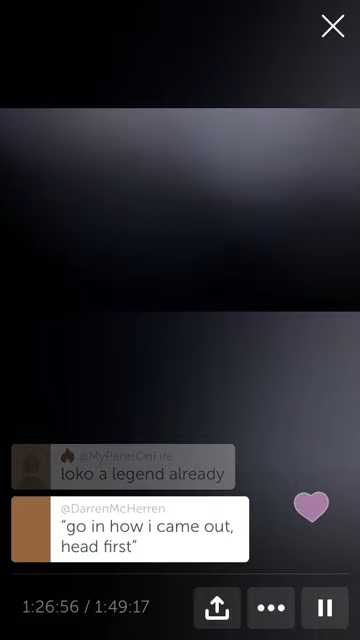 @MyPenisOnFire
loko a legend already
@DarrenMcHerren
“go in how i came out,
head first”
1:26:56 / 1:49:17